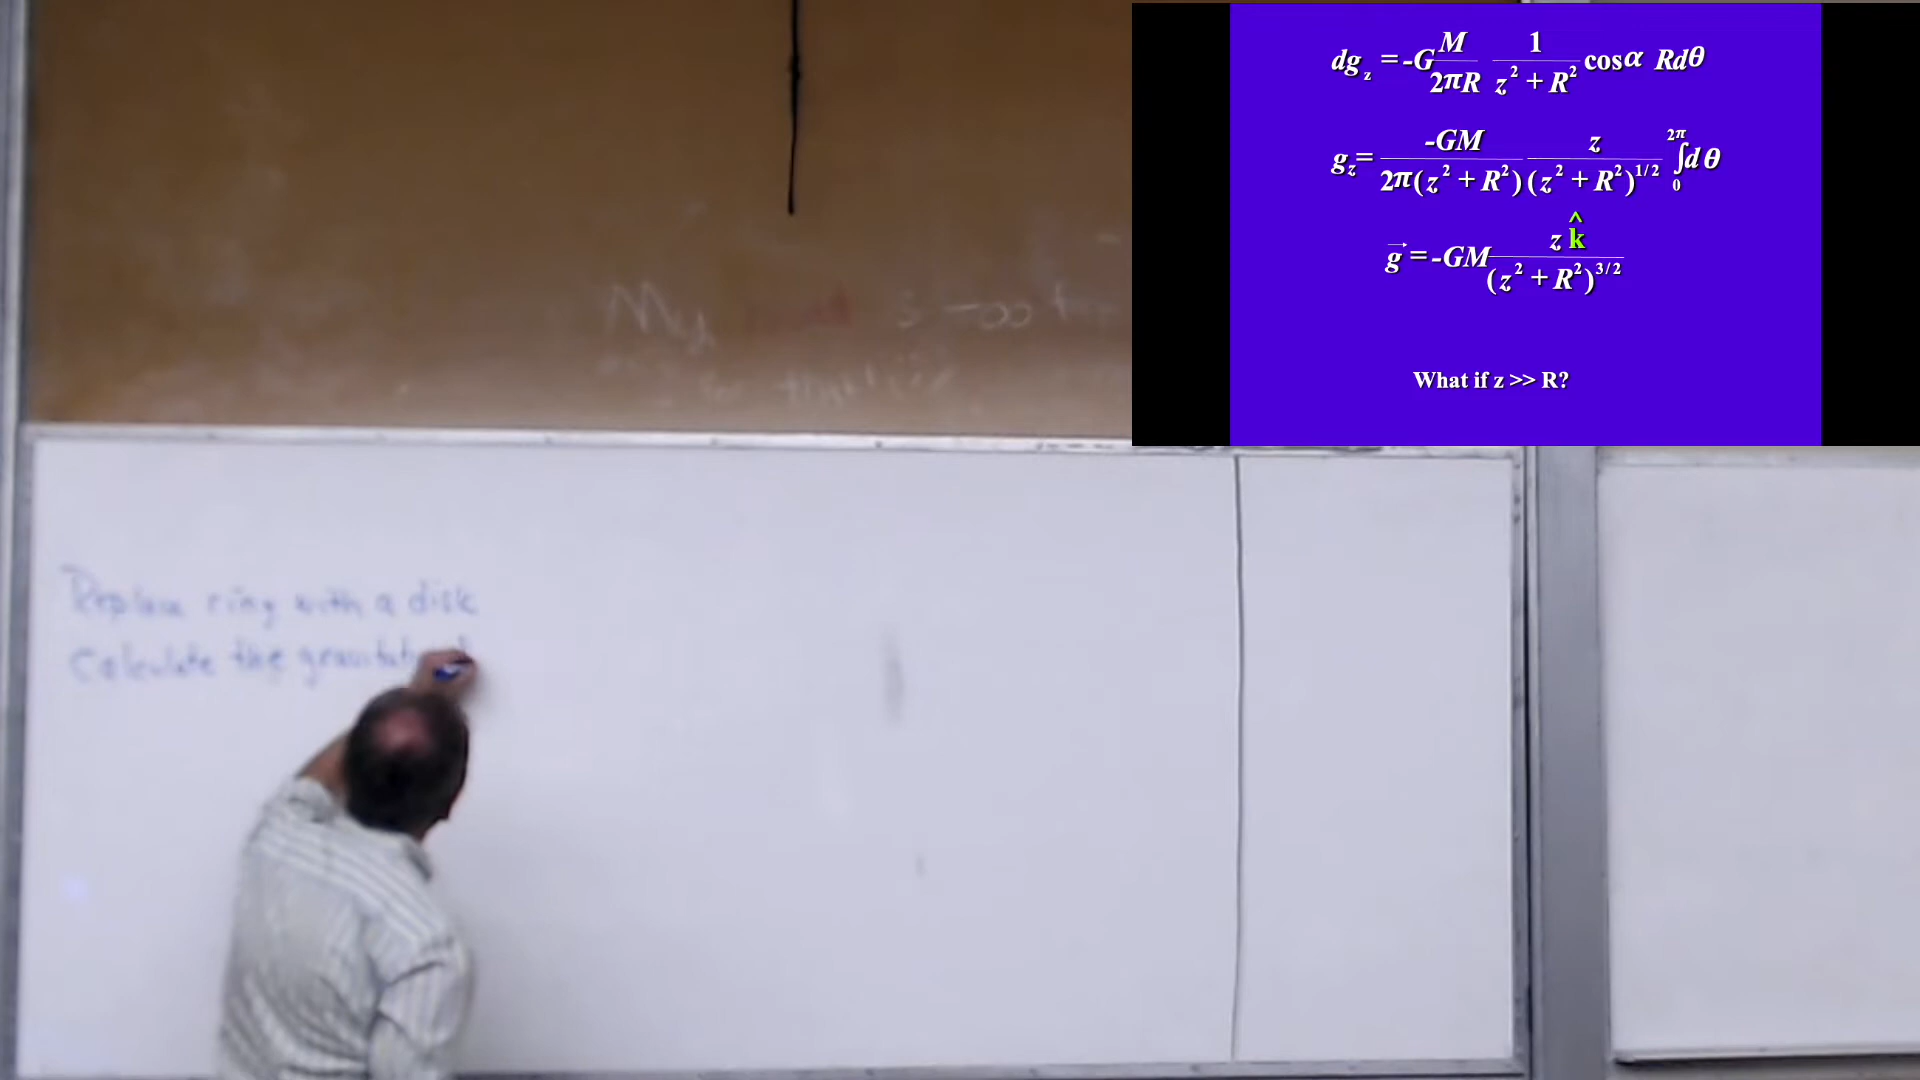 dg_z = -G M/2πR 1/z² + R² cosα Rdθ
g_z = -GM/2π(z² + R²) z/(z² + R²)^1/2 ∫₀^2π dθ
g⃗ = -GM z k̂/(z² + R²)^3/2
What if z >> R?
My
Replace ring with a disk
Calculate the